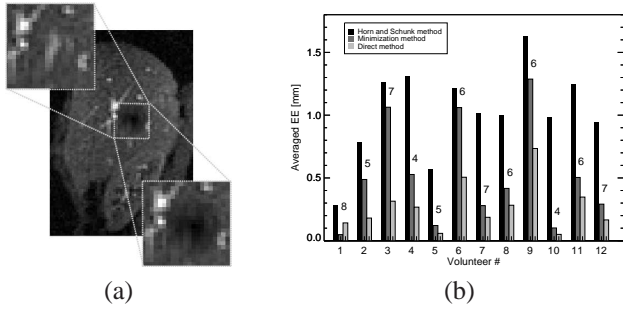 Horn and Schunk method
Minimization method
Direct method
Averaged EE [mm]
1.5
1.0
0.5
0.0
8
5
7
4
5
6
7
6
6
4
6
7
1 2 3 4 5 6 7 8 9 10 11 12
Volunteer #
(a)
(b)